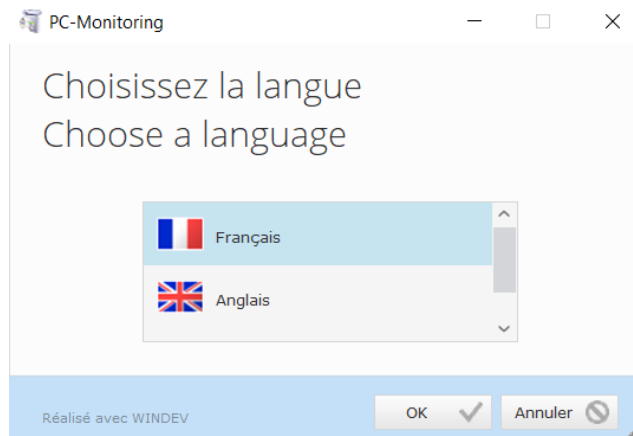 PC-Monitoring
Choisissez la langue
Choose a language
Français
Anglais
Réalisé avec WINDEV
OK
Annuler